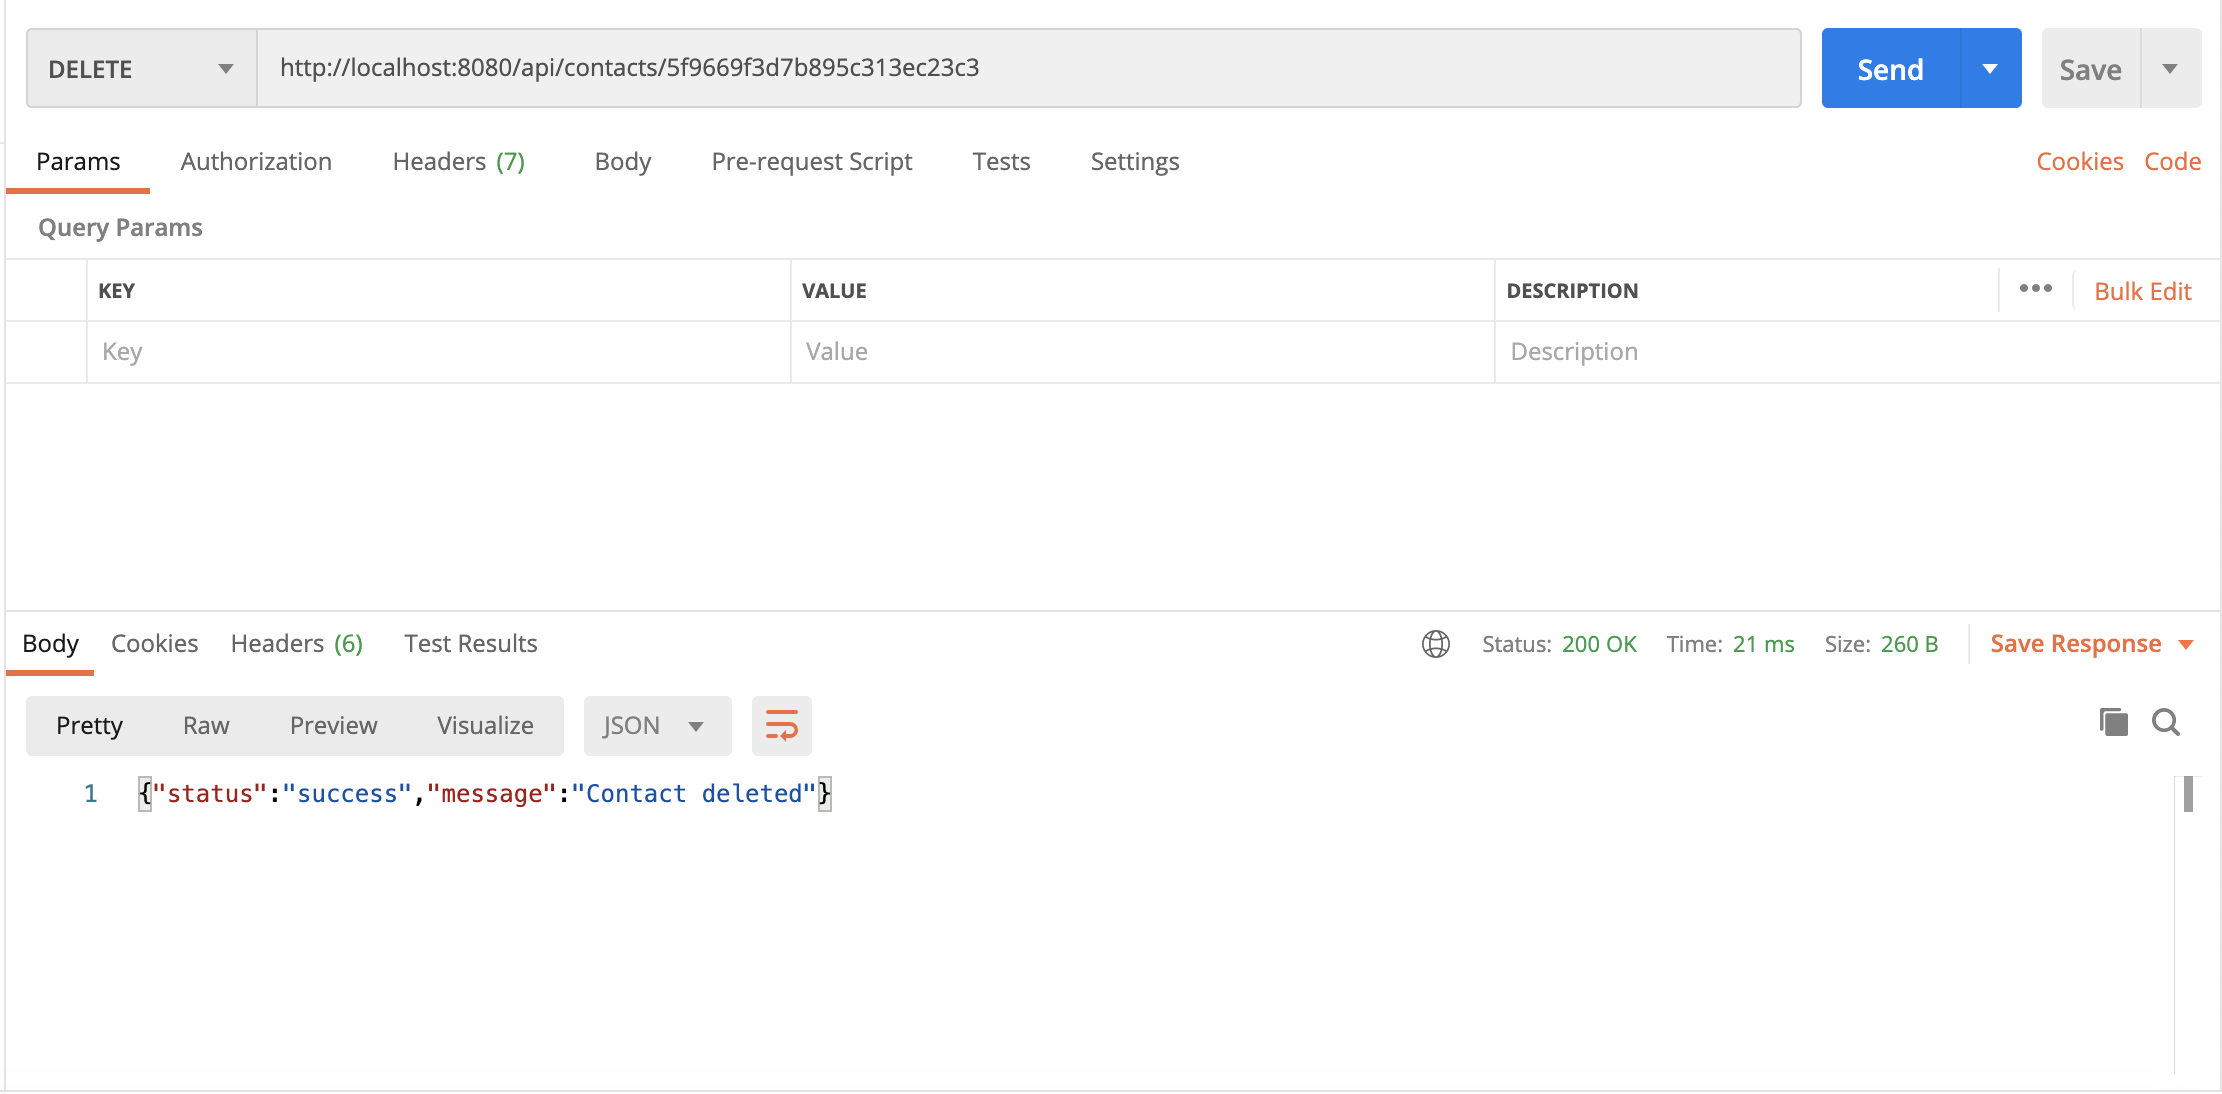 DELETE http://localhost:8080/api/contacts/5f9669f3d7b895c313ec23c3 Send Save
Params Authorization Headers (7) Body Pre-request Script Tests Settings Cookies Code
Query Params
KEY VALUE DESCRIPTION ••• Bulk Edit
Key Value Description
Body Cookies Headers (6) Test Results Status: 200 OK Time: 21 ms Size: 260 B Save Response
Pretty Raw Preview Visualize JSON
1 {"status":"success","message":"Contact deleted"}